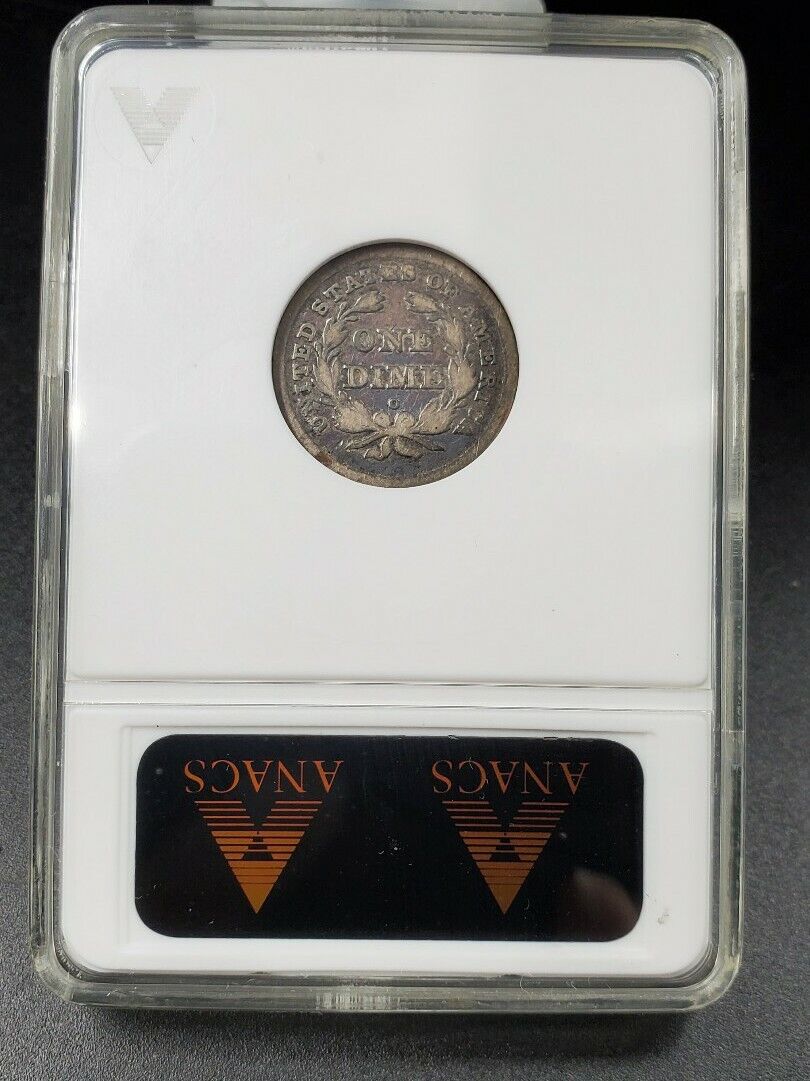 UNITED STATES OF AMERICA
ONE
DIME
O
ANACS ANACS